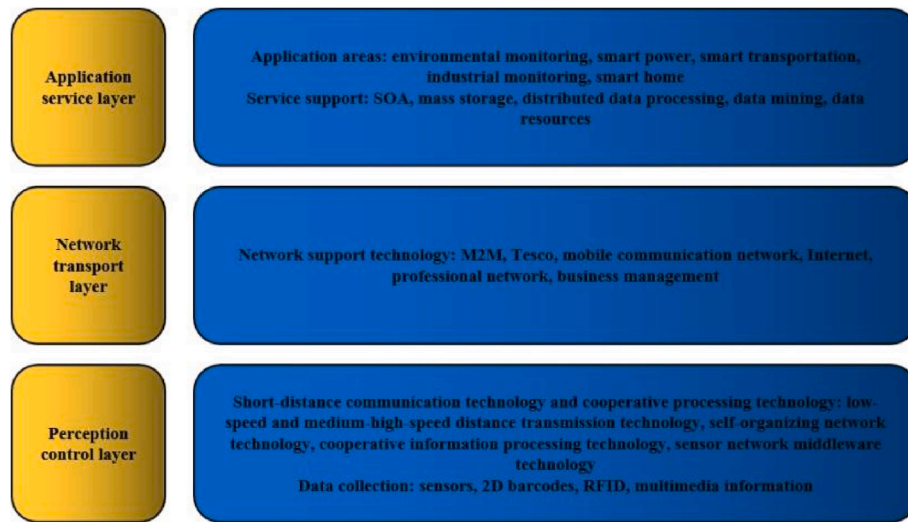 Application
service layer
Application areas: environmental monitoring, smart power, smart transportation,
industrial monitoring, smart home
Service support: SOA, mass storage, distributed data processing, data mining, data
resources
Network
transport
layer
Network support technology: M2M, Tesco, mobile communication network, Internet,
professional network, business management
Perception
control layer
Short-distance communication technology and cooperative processing technology: low-
speed and medium-high-speed distance transmission technology, self-organizing network
technology, cooperative information processing technology, sensor network middleware
technology
Data collection: sensors, 2D barcodes, RFID, multimedia information